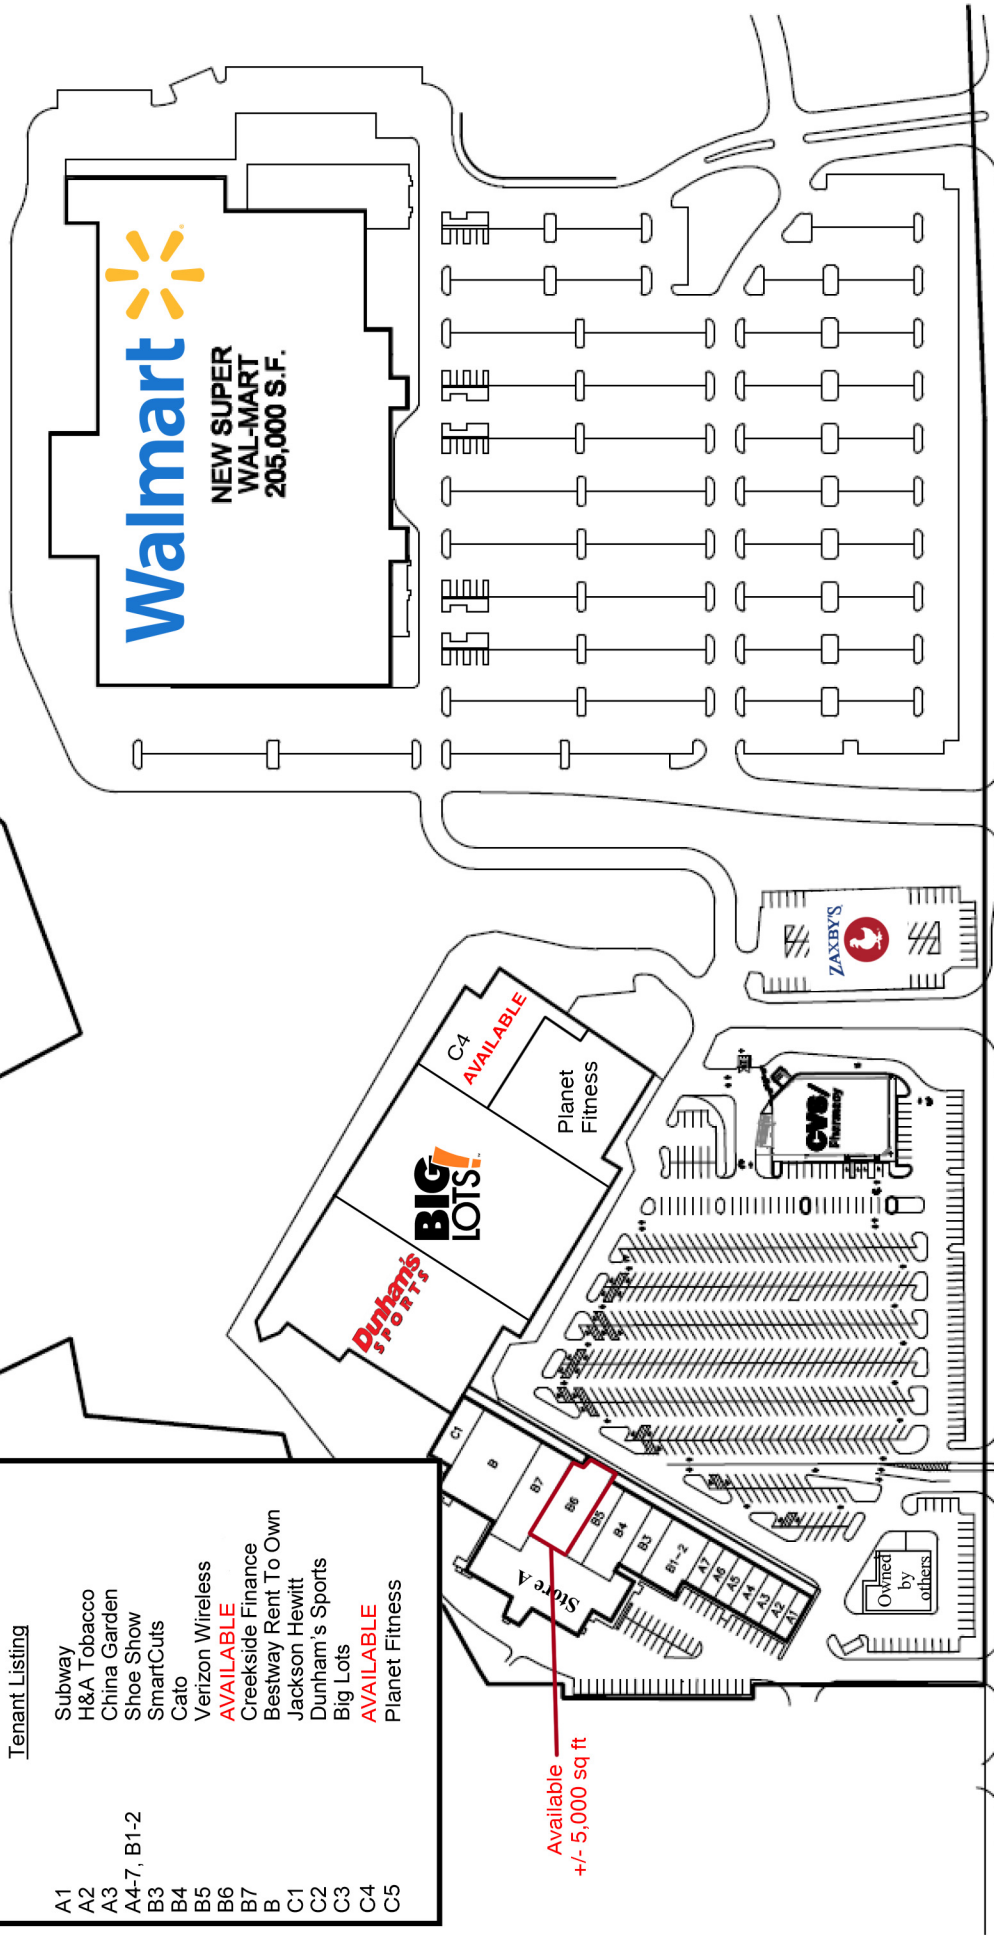 Tenant Listing
A1 Subway
A2 H&A Tobacco
A3 China Garden
A4-7, B1-2 Shoe Show
B3 SmartCuts
B4 Cato
B5 Verizon Wireless
B6 AVAILABLE
B7 Creekside Finance
B Bestway Rent To Own
C1 Jackson Hewitt
C2 Dunham's Sports
C3 Big Lots
C4 AVAILABLE
C5 Planet Fitness
Available
+/- 5,000 sq ft
Store A
C1
B
B7
B6
B5
B4
B3
B1-2
A7
A6
A5
A4
A3
A2
A1
Owned
by
others
Dunham's
SPORTS
BIG
LOTS!
C4
AVAILABLE
Planet
Fitness
CVS/
Pharmacy
ZAXBY'S
Walmart
NEW SUPER
WAL-MART
205,000 S.F.